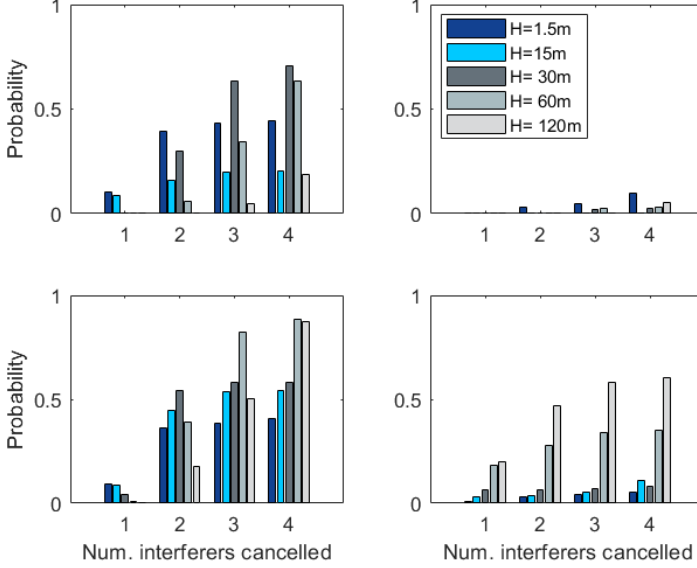 1
0.5
0
Probability
1 2 3 4
1
0.5
0
H=1.5m
H=15m
H= 30m
H= 60m
H= 120m
1 2 3 4
1
0.5
0
Probability
1 2 3 4
Num. interferers cancelled
1
0.5
0
1 2 3 4
Num. interferers cancelled